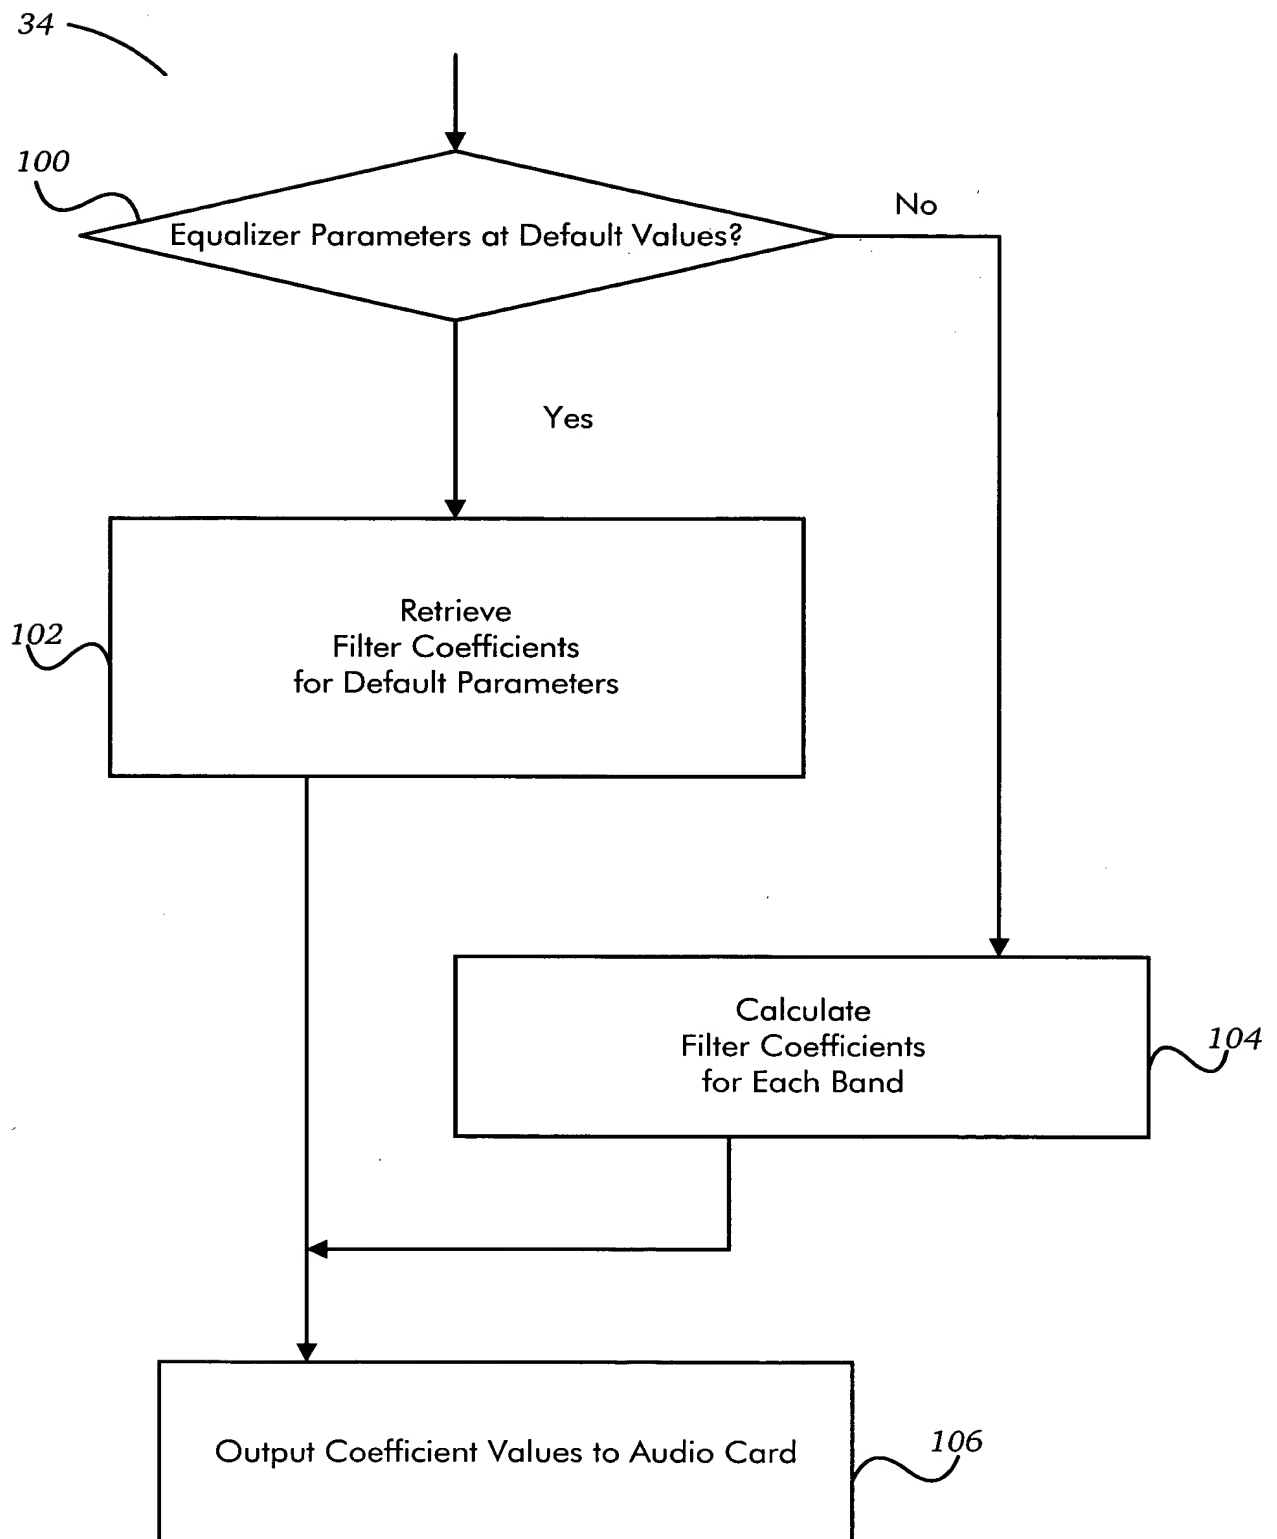 34
100
No
Equalizer Parameters at Default Values?
Yes
Retrieve
Filter Coefficients
for Default Parameters
102
Calculate
Filter Coefficients
for Each Band
104
Output Coefficient Values to Audio Card
106